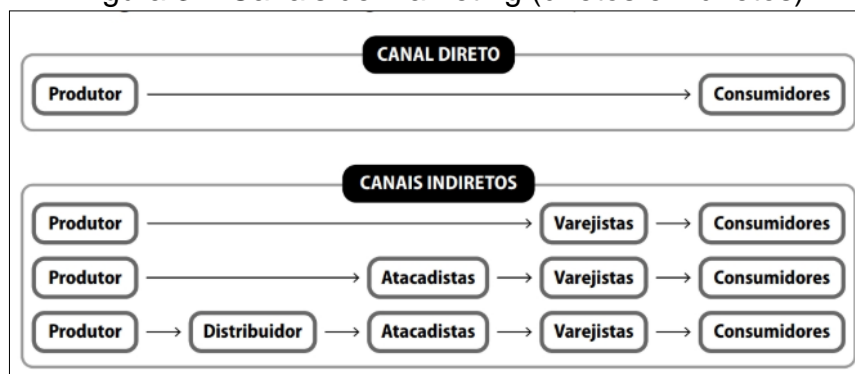 CANAL DIRETO
Produtor Consumidores
CANAIS INDIRETOS
Produtor Varejistas Consumidores
Produtor Atacadistas Varejistas Consumidores
Produtor Distribuidor Atacadistas Varejistas Consumidores